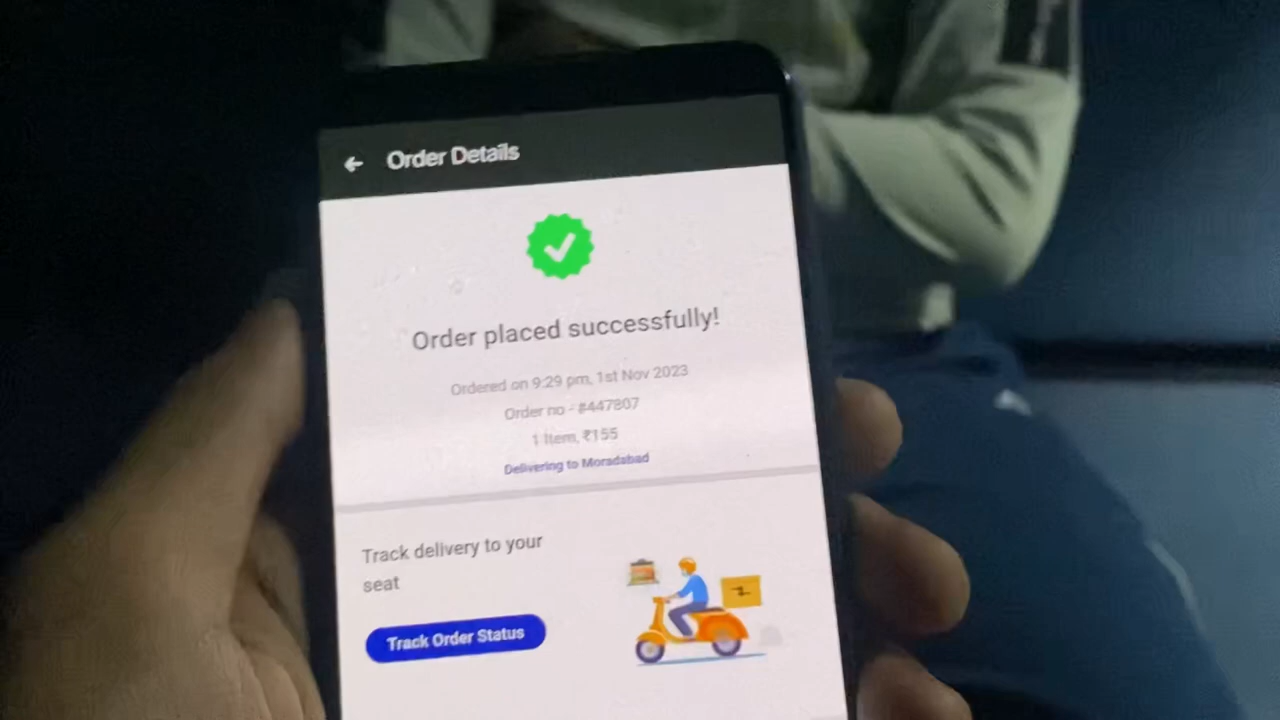 Order Details
Order placed successfully!
Ordered on 9:29 pm, 1st Nov 2023
Order no - #447807
1 Item, ₹155
Delivering to Moradabad
Track delivery to your
seat
Track Order Status